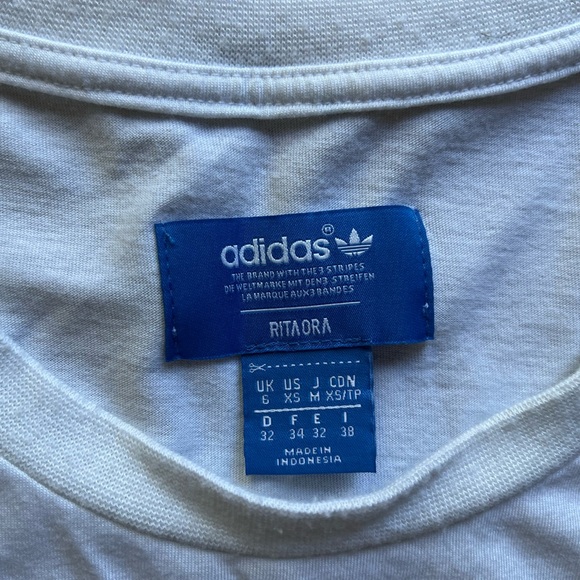 adidas ®
THE BRAND WITH THE 3 STRIPES
DIE WELTMARKE MIT DEN 3 STREIFEN
LA MARQUE AUX 3 BANDES
RITA ORA
UK US J CDN
6 XS M XS/TP
D F E I
32 34 32 38
MADE IN
INDONESIA